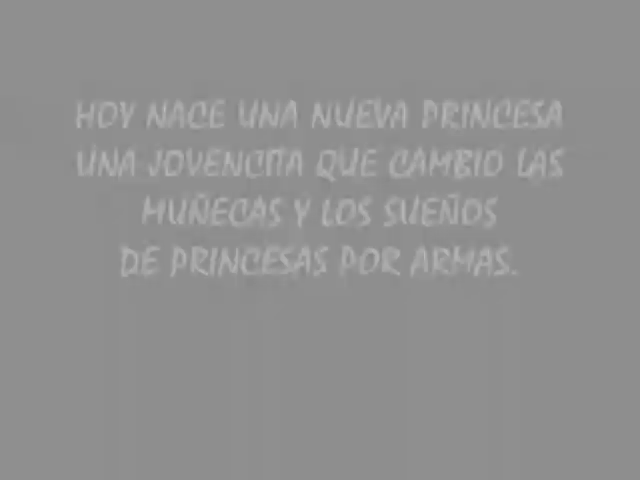 HOY NACE UNA NUEVA PRINCESA
UNA JOVENCITA QUE CAMBIO LAS
MUÑECAS Y LOS SUEÑOS
DE PRINCESAS POR ARMAS.